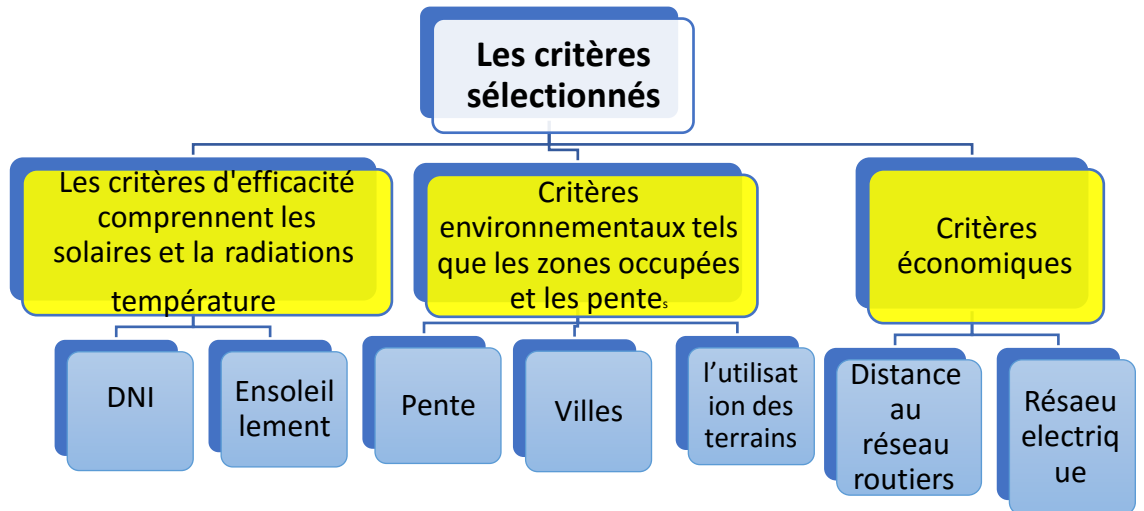 Les critères
sélectionnés
Les critères d'efficacité
comprennent les
solaires et la radiations
température
Critères
environnementaux tels
que les zones occupées
et les pentes
Critères
économiques
DNI
Ensoleil
lement
Pente
Villes
l’utilisat
ion des
terrains
Distance
au
réseau
routiers
Résaeu
electriq
ue